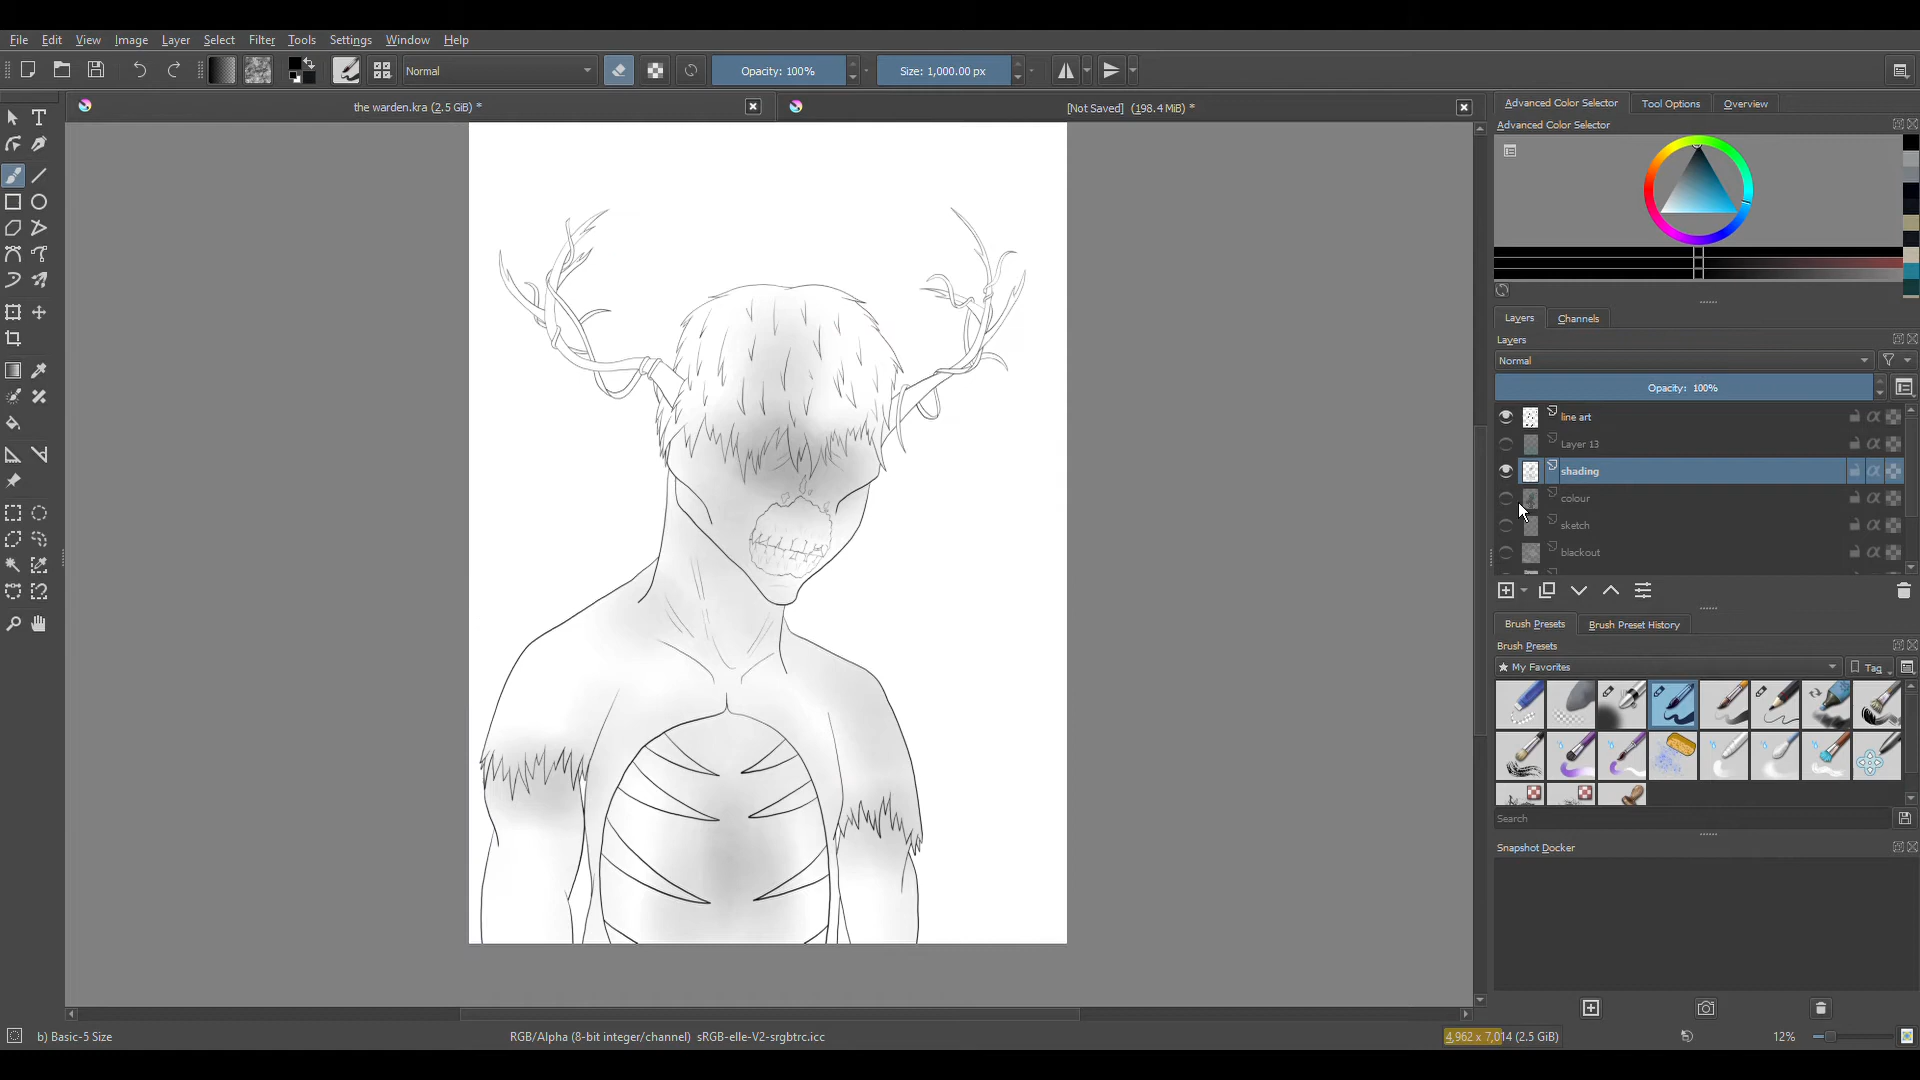 File Edit View Image Layer Select Filter Tools Settings Window Help
Normal Opacity: 100% Size: 1,000.00 px
the warden.kra (2.5 GiB) * [Not Saved] (198.4 MiB) *
Advanced Color Selector Tool Options Overview
Advanced Color Selector
Layers Channels
Layers
Normal
Opacity: 100%
line art
Layer 13
shading
colour
sketch
blackout
Brush Presets Brush Preset History
Brush Presets
★ My Favorites Tag
Search
Snapshot Docker
b) Basic-5 Size RGB/Alpha (8-bit integer/channel) sRGB-elle-V2-srgbtrc.icc 4,962 x 7,014 (2.5 GiB) 12%